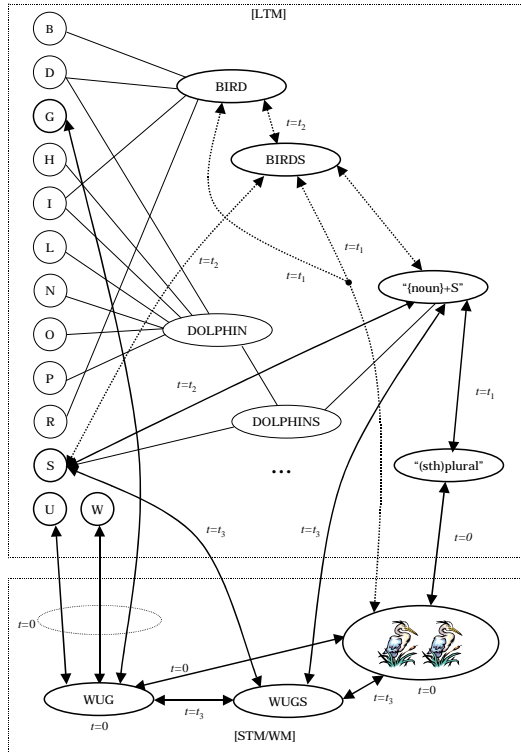 [LTM]
B
D
BIRD
G
t=t2
H
BIRDS
I
L
t=t2
t=t1
t=t1
"{noun}+S"
N
O
DOLPHIN
P
t=t2
t=t1
R
DOLPHINS
S
"(sth)plural"
...
U
W
t=t3
t=t3
t=0
t=0
t=0
WUG
WUGS
t=t3
t=0
t=0
t=t3
[STM/WM]